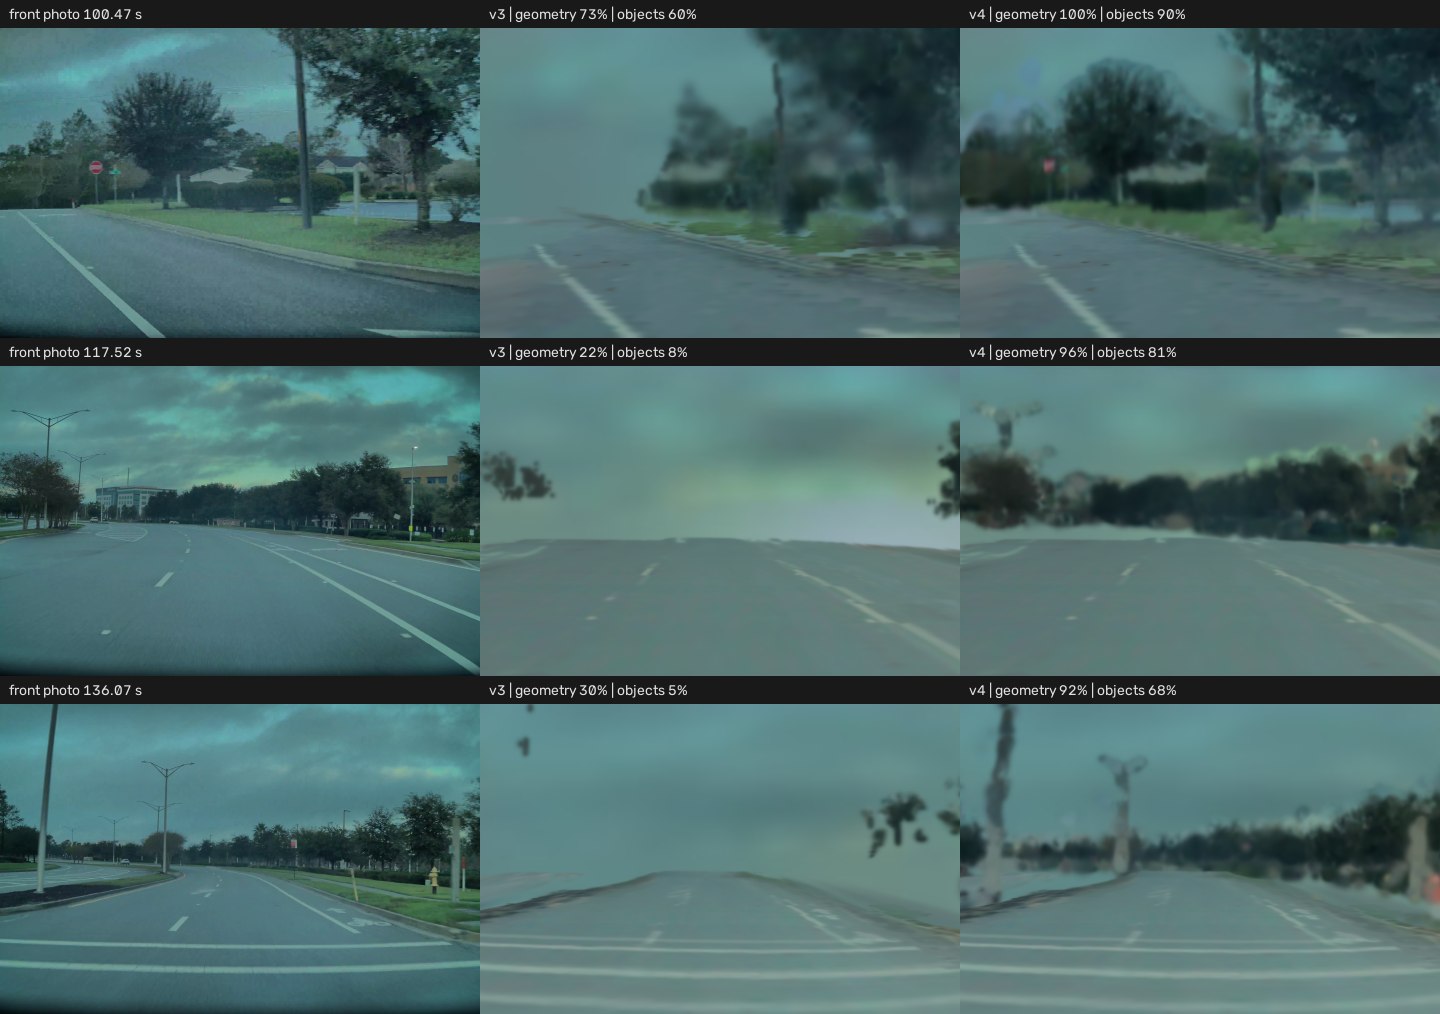 front photo 100.47 s
v3 | geometry 73% | objects 60%
v4 | geometry 100% | objects 90%
front photo 117.52 s
v3 | geometry 22% | objects 8%
v4 | geometry 96% | objects 81%
front photo 136.07 s
v3 | geometry 30% | objects 5%
v4 | geometry 92% | objects 68%